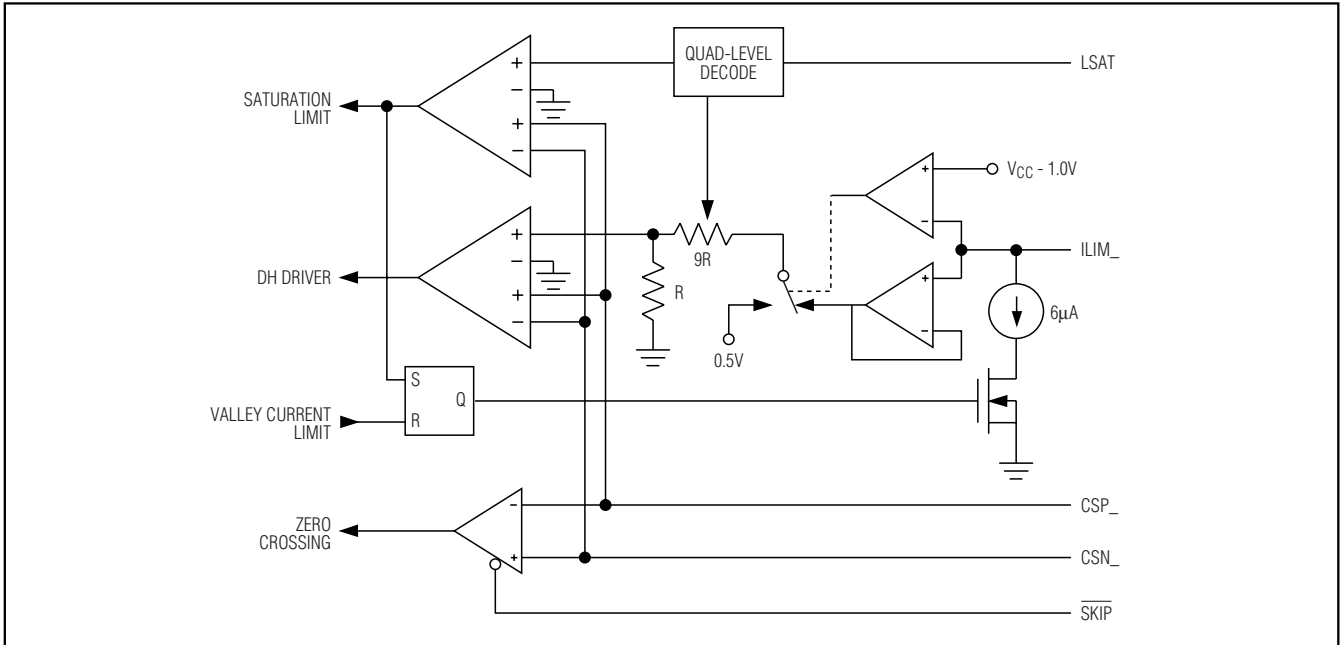 QUAD-LEVEL
DECODE
LSAT
+
−
+
−
SATURATION
LIMIT
+
−
VCC - 1.0V
ILIM_
+
−
+
−
9R
R
+
−
0.5V
6μA
DH DRIVER
S
R
Q
VALLEY CURRENT
LIMIT
−
+
CSP_
ZERO
CROSSING
CSN_
SKIP